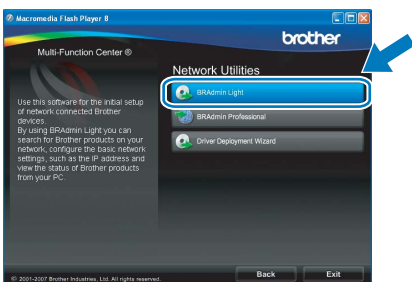 Macromedia Flash Player 8
brother
Multi-Function Center ®
Network Utilities
BRAdmin Light
BRAdmin Professional
Driver Deployment Wizard
Use this software for the initial setup
of network connected Brother
devices.
By using BRAdmin Light you can
search for Brother products on your
network, configure the basic network
settings, such as the IP address and
view the status of Brother products
from your PC.
Back
Exit
© 2001-2007 Brother Industries, Ltd. All rights reserved.